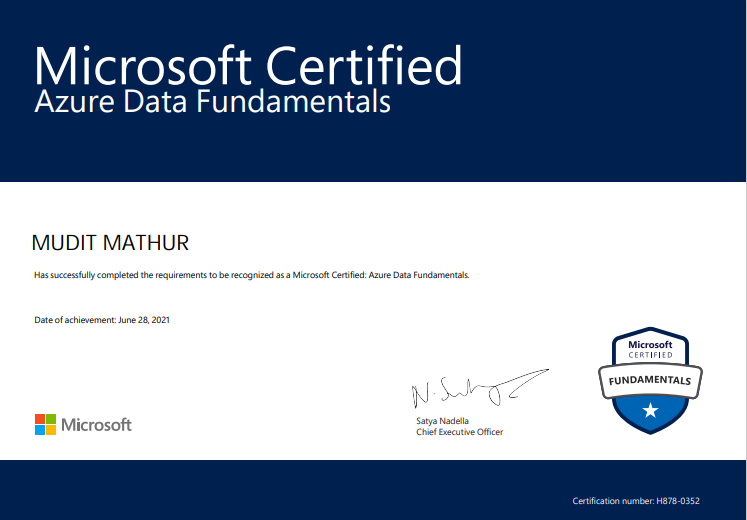 Microsoft Certified
Azure Data Fundamentals
MUDIT MATHUR
Has successfully completed the requirements to be recognized as a Microsoft Certified: Azure Data Fundamentals.
Date of achievement: June 28, 2021
Microsoft
CERTIFIED
FUNDAMENTALS
N. Satya
Satya Nadella
Chief Executive Officer
Microsoft
Certification number: H878-0352